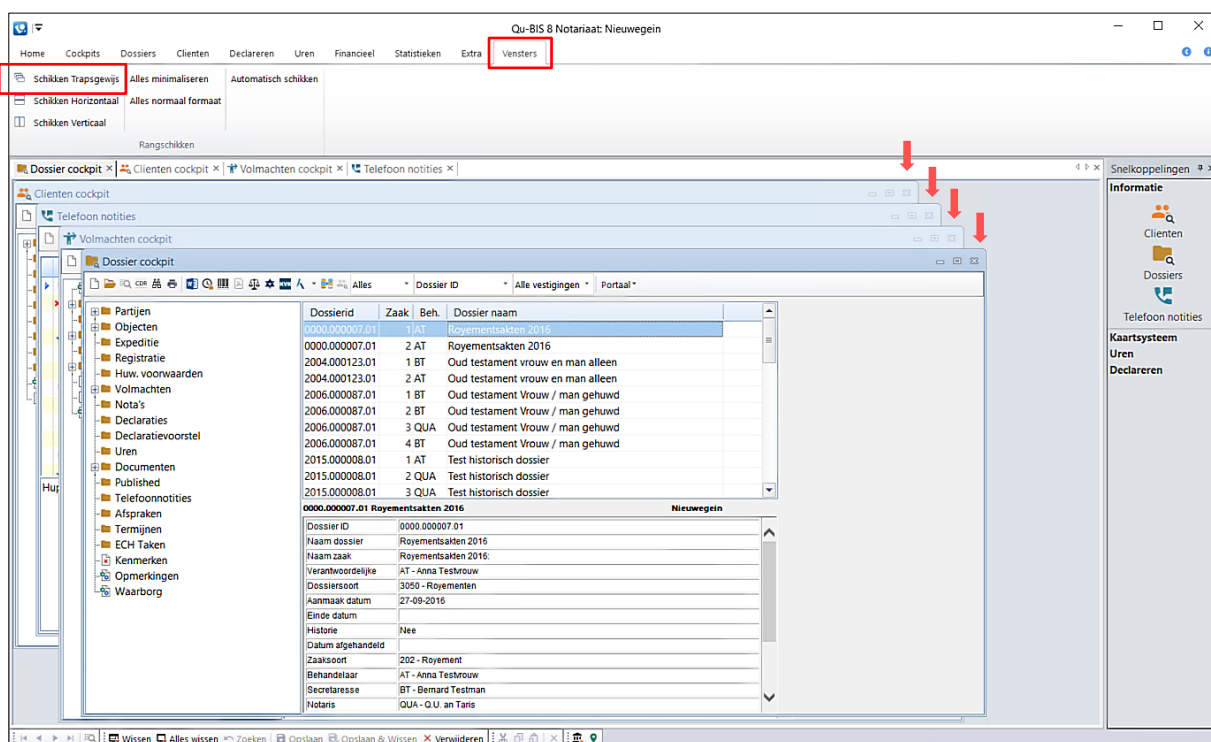 Qu-BIS 8 Notariaat: Nieuwegein
Home Cockpits Dossiers Clienten Declareren Uren Financieel Statistieken Extra Vensters
Schikken Trapsgewijs Alles minimaliseren Automatisch schikken
Schikken Horizontaal Alles normaal formaat
Schikken Verticaal
Rangschikken
Dossier cockpit Clienten cockpit Volmachten cockpit Telefoon notities
Snelkoppelingen
Informatie
Clienten
Dossiers
Telefoon notities
Kaartsysteem
Uren
Declareren
Clienten cockpit
Telefoon notities
Volmachten cockpit
Dossier cockpit
CDR KVK Alles Dossier ID Alle vestigingen Portaal
Partijen
Objecten
Expeditie
Registratie
Huw. voorwaarden
Volmachten
Nota's
Declaraties
Declaratievoorstel
Uren
Documenten
Published
Telefoonnotities
Afspraken
Termijnen
ECH Taken
Kenmerken
Opmerkingen
Waarborg
Hup
Dossierid Zaak Beh. Dossier naam
0000.000007.01 1 AT Royementsakten 2016
0000.000007.01 2 AT Royementsakten 2016
2004.000123.01 1 BT Oud testament vrouw en man alleen
2004.000123.01 2 AT Oud testament vrouw en man alleen
2006.000087.01 1 BT Oud testament Vrouw / man gehuwd
2006.000087.01 2 BT Oud testament Vrouw / man gehuwd
2006.000087.01 3 QUA Oud testament Vrouw / man gehuwd
2006.000087.01 4 BT Oud testament Vrouw / man gehuwd
2015.000008.01 1 AT Test historisch dossier
2015.000008.01 2 QUA Test historisch dossier
2015.000008.01 3 QUA Test historisch dossier
0000.000007.01 Royementsakten 2016 Nieuwegein
Dossier ID 0000.000007.01
Naam dossier Royementsakten 2016
Naam zaak Royementsakten 2016:
Verantwoordelijke AT - Anna Testvrouw
Dossiersoort 3050 - Royementen
Aanmaak datum 27-09-2016
Einde datum
Historie Nee
Datum afgehandeld
Zaaksoort 202 - Royement
Behandelaar AT - Anna Testvrouw
Secretaresse BT - Bernard Testman
Notaris QUA - Q.U. an Taris
Wissen Alles wissen Zoeken Opslaan Opslaan & Wissen Verwijderen